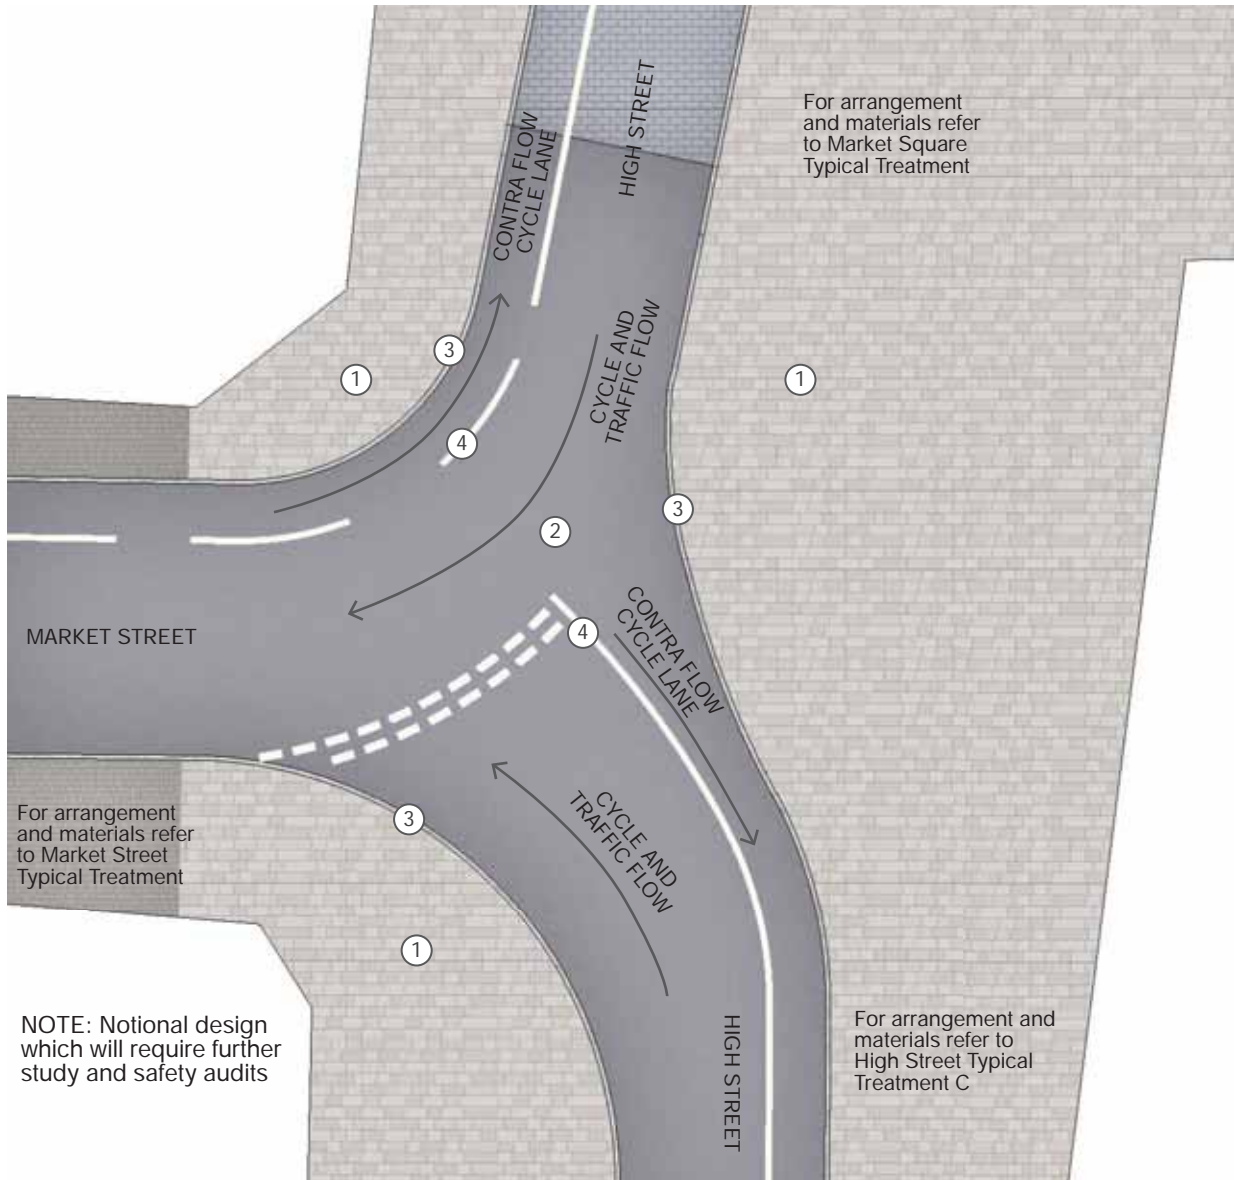 For arrangement
and materials refer
to Market Square
Typical Treatment
HIGH STREET
CONTRA FLOW
CYCLE LANE
CYCLE AND
TRAFFIC FLOW
3
1
1
4
3
2
CONTRA FLOW
CYCLE LANE
4
MARKET STREET
For arrangement
and materials refer
to Market Street
Typical Treatment
3
CYCLE AND
TRAFFIC FLOW
1
NOTE: Notional design
which will require further
study and safety audits
HIGH STREET
For arrangement and
materials refer to
High Street Typical
Treatment C